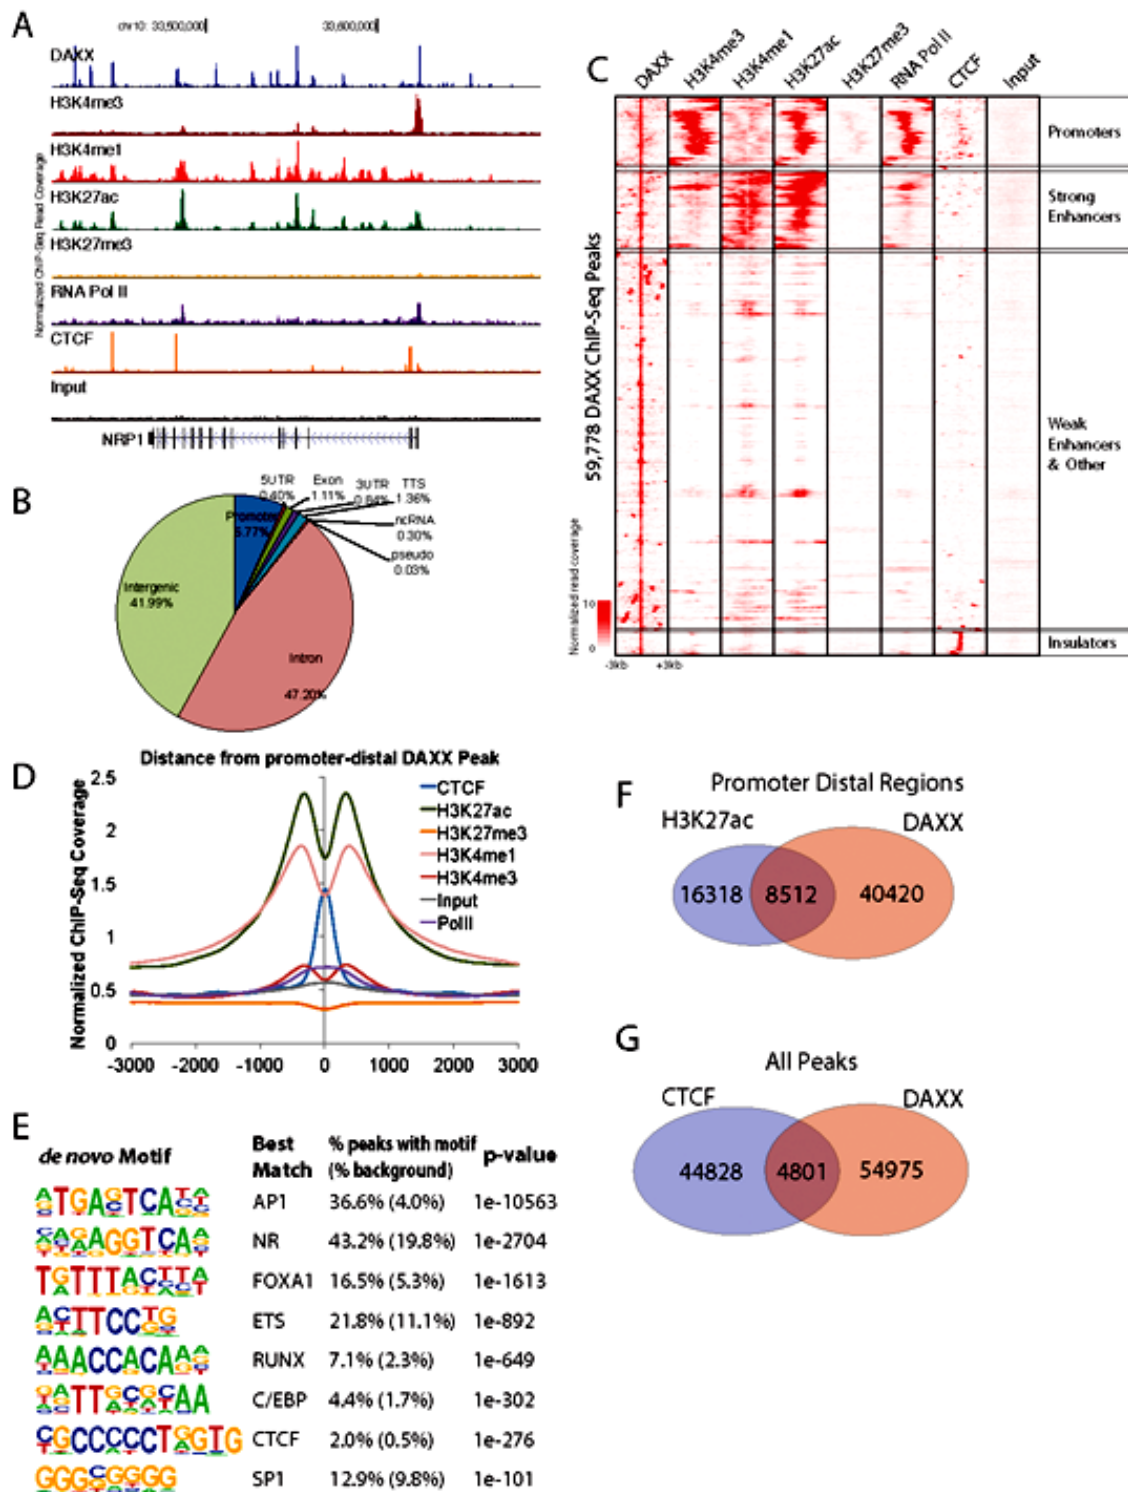 A
chr10: 33,500,000
33,600,000
DAXX
H3K4me3
H3K4me1
H3K27ac
H3K27me3
RNA Pol II
CTCF
Input
Normalized ChIP-Seq Read Coverage
NRP1
B
5UTR
0.40%
Exon
1.11%
3UTR
0.84%
TTS
1.36%
ncRNA
0.30%
pseudo
0.03%
Promoter
5.77%
Intergenic
41.99%
Intron
47.20%
C
DAXX
H3K4me3
H3K4me1
H3K27ac
H3K27me3
RNA Pol II
CTCF
Input
59,778 DAXX ChIP-Seq Peaks
Promoters
Strong
Enhancers
Weak
Enhancers
& Other
Insulators
Normalized read coverage
10
0
-3kb
+3kb
D
Distance from promoter-distal DAXX Peak
Normalized ChIP-Seq Coverage
2.5
2
1.5
1
0.5
0
-3000 -2000 -1000 0 1000 2000 3000
CTCF
H3K27ac
H3K27me3
H3K4me1
H3K4me3
Input
PolII
E
de novo Motif
Best Match
% peaks with motif (% background)
p-value
AP1 36.6% (4.0%) 1e-10563
NR 43.2% (19.8%) 1e-2704
FOXA1 16.5% (5.3%) 1e-1613
ETS 21.8% (11.1%) 1e-892
RUNX 7.1% (2.3%) 1e-649
C/EBP 4.4% (1.7%) 1e-302
CTCF 2.0% (0.5%) 1e-276
SP1 12.9% (9.8%) 1e-101
F
Promoter Distal Regions
H3K27ac
DAXX
16318 8512 40420
G
All Peaks
CTCF
DAXX
44828 4801 54975